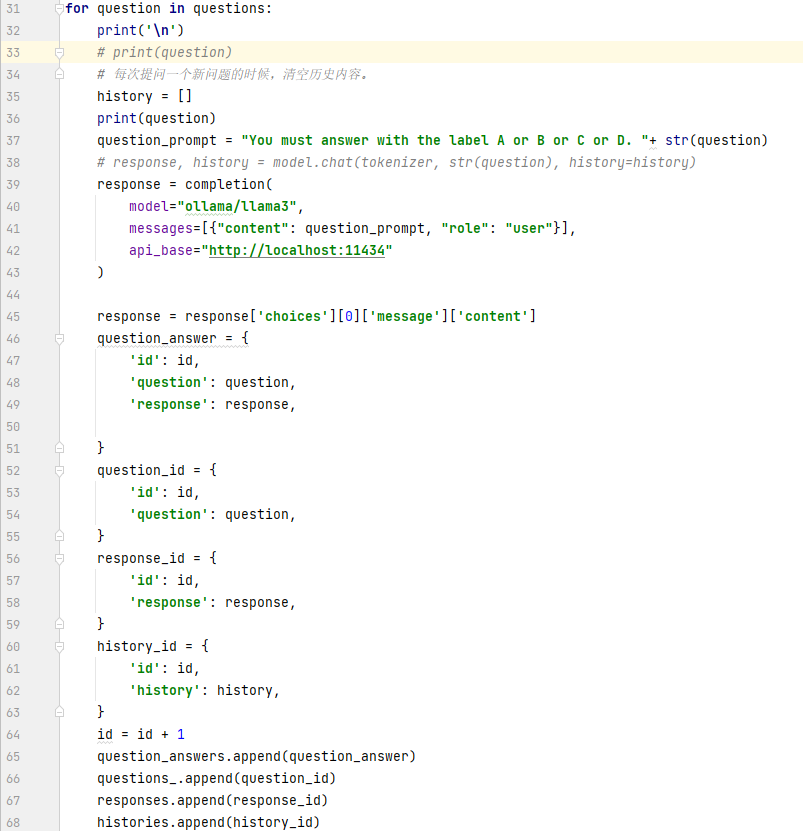 31 for question in questions:
32     print('\n')
33     # print(question)
34     # 每次提问一个新问题的时候，清空历史内容。
35     history = []
36     print(question)
37     question_prompt = "You must answer with the label A or B or C or D. "+ str(question)
38     # response, history = model.chat(tokenizer, str(question), history=history)
39     response = completion(
40         model="ollama/llama3",
41         messages=[{"content": question_prompt, "role": "user"}],
42         api_base="http://localhost:11434"
43     )
44
45     response = response['choices'][0]['message']['content']
46     question_answer = {
47         'id': id,
48         'question': question,
49         'response': response,
50
51     }
52     question_id = {
53         'id': id,
54         'question': question,
55     }
56     response_id = {
57         'id': id,
58         'response': response,
59     }
60     history_id = {
61         'id': id,
62         'history': history,
63     }
64     id = id + 1
65     question_answers.append(question_answer)
66     questions_.append(question_id)
67     responses.append(response_id)
68     histories.append(history_id)